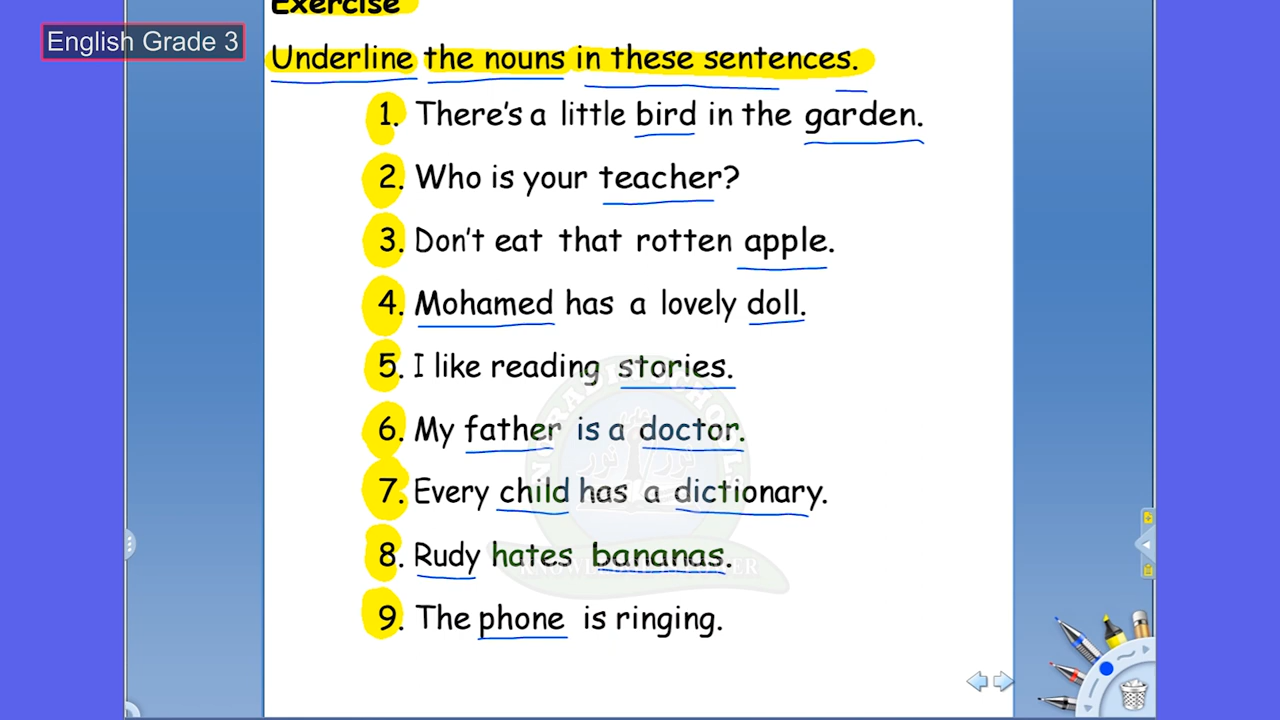 Exercise
English Grade 3
Underline the nouns in these sentences.
1. There's a little bird in the garden.
2. Who is your teacher?
3. Don't eat that rotten apple.
4. Mohamed has a lovely doll.
5. I like reading stories.
6. My father is a doctor.
7. Every child has a dictionary.
8. Rudy hates bananas.
9. The phone is ringing.